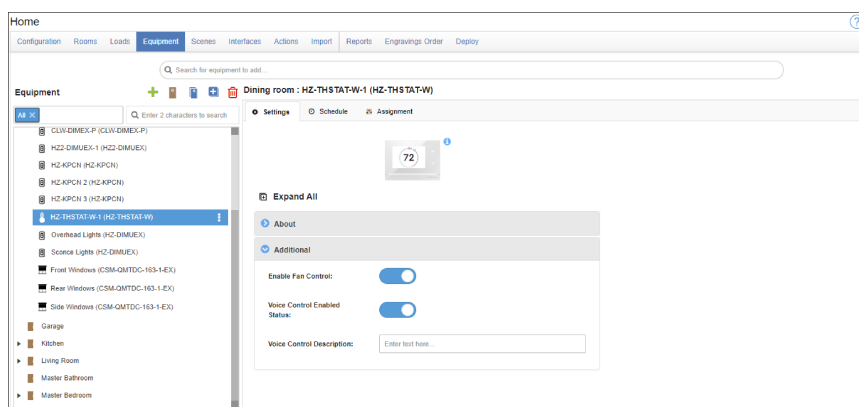 Home
?
Configuration Rooms Loads Equipment Scenes Interfaces Actions Import Reports Engravings Order Deploy
Search for equipment to add...
Equipment
Dining room : HZ-THSTAT-W-1 (HZ-THSTAT-W)
All ×
Enter 2 characters to search
Settings Schedule Assignment
CLW-DIMEX-P (CLW-DIMEX-P)
HZ2-DIMUEX-1 (HZ2-DIMUEX)
HZ-KPCN (HZ-KPCN)
HZ-KPCN 2 (HZ-KPCN)
HZ-KPCN 3 (HZ-KPCN)
HZ-THSTAT-W-1 (HZ-THSTAT-W)
Overhead Lights (HZ-DIMUEX)
Sconce Lights (HZ-DIMUEX)
Front Windows (CSM-QMTDC-163-1-EX)
Rear Windows (CSM-QMTDC-163-1-EX)
Side Windows (CSM-QMTDC-163-1-EX)
Garage
Kitchen
Living Room
Master Bathroom
Master Bedroom
72
Expand All
About
Additional
Enable Fan Control:
Voice Control Enabled
Status:
Voice Control Description:
Enter text here...